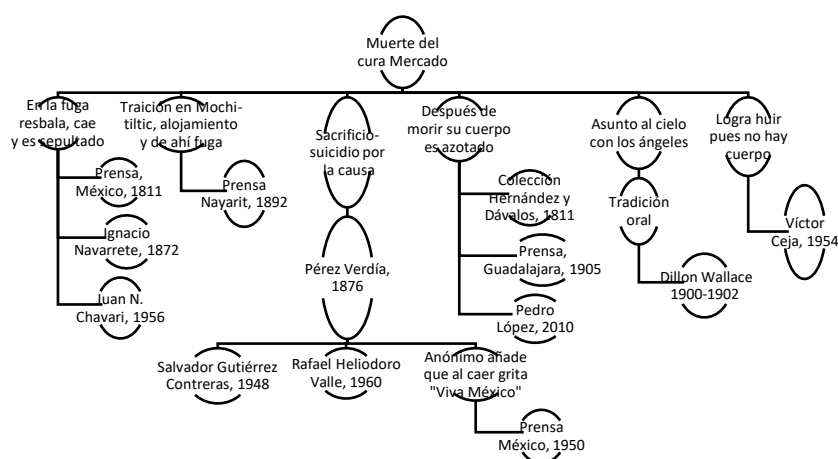 Muerte del
cura Mercado
En la fuga
resbala, cae
y es sepultado
Prensa,
México, 1811
Ignacio
Navarrete, 1872
Juan N.
Chavari, 1956
Traición en Mochi-
tiltic, alojamiento
y de ahí fuga
Prensa
Nayarit, 1892
Sacrificio-
suicidio por
la causa
Pérez Verdía,
1876
Salvador Gutiérrez
Contreras, 1948
Rafael Heliodoro
Valle, 1960
Anónimo añade
que al caer grita
"Viva México"
Prensa
México, 1950
Después de
morir su cuerpo
es azotado
Colección
Hernández y
Dávalos, 1811
Prensa,
Guadalajara, 1905
Pedro
López, 2010
Asunto al cielo
con los ángeles
Tradición
oral
Dillon Wallace
1900-1902
Logra huir
pues no hay
cuerpo
Víctor
Ceja, 1954